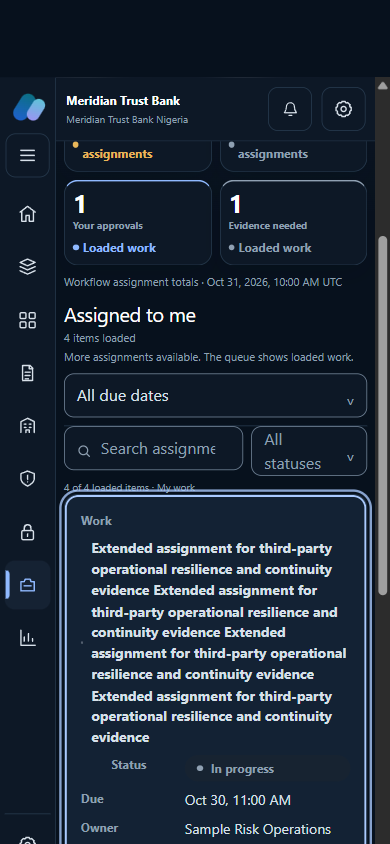 Meridian Trust Bank
Meridian Trust Bank Nigeria
assignments
assignments
1
Your approvals
Loaded work
1
Evidence needed
Loaded work
Workflow assignment totals · Oct 31, 2026, 10:00 AM UTC
Assigned to me
4 items loaded
More assignments available. The queue shows loaded work.
All due dates
Search assignme
All
statuses
4 of 4 loaded items · My work
Work
Extended assignment for third-party
operational resilience and continuity
evidence Extended assignment for
third-party operational resilience and
continuity evidence Extended
assignment for third-party operational
resilience and continuity evidence
Extended assignment for third-party
operational resilience and continuity
evidence
Status
In progress
Due
Oct 30, 11:00 AM
Owner
Sample Risk Operations